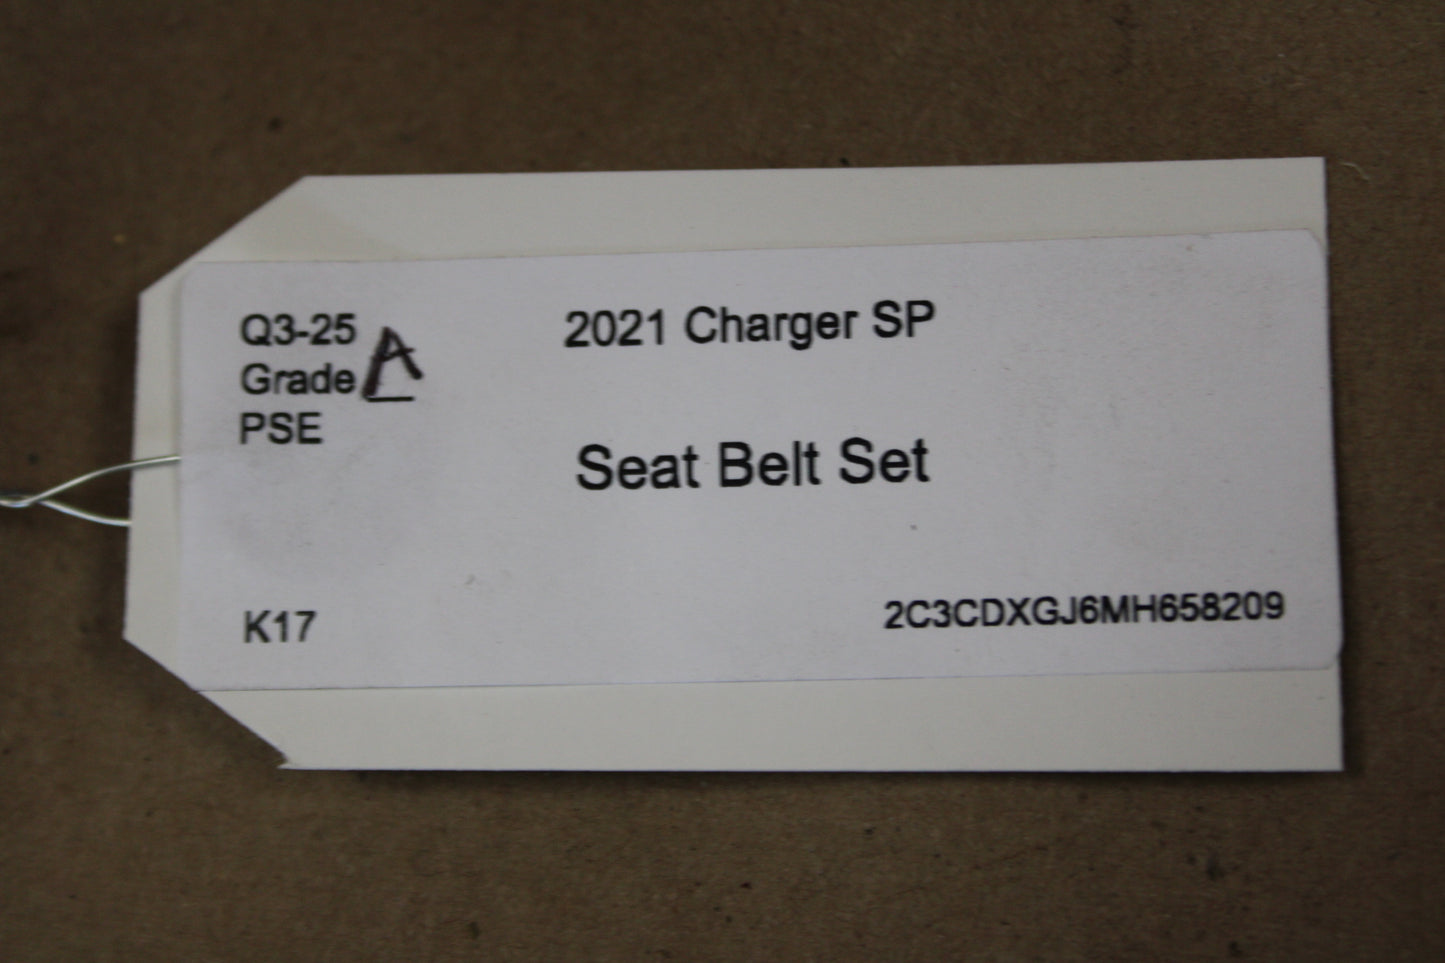 Q3-25
Grade A
PSE
2021 Charger SP
Seat Belt Set
K17
2C3CDXGJ6MH658209